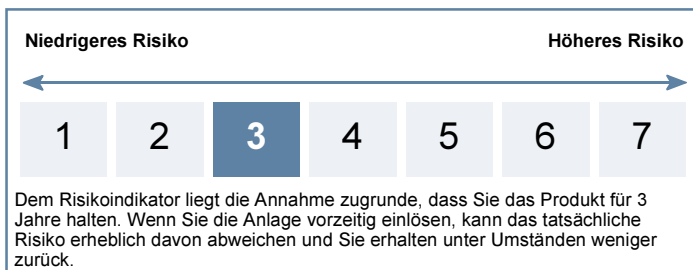 Niedrigeres Risiko Höheres Risiko
1 2 3 4 5 6 7
Dem Risikoindikator liegt die Annahme zugrunde, dass Sie das Produkt für 3
Jahre halten. Wenn Sie die Anlage vorzeitig einlösen, kann das tatsächliche
Risiko erheblich davon abweichen und Sie erhalten unter Umständen weniger
zurück.